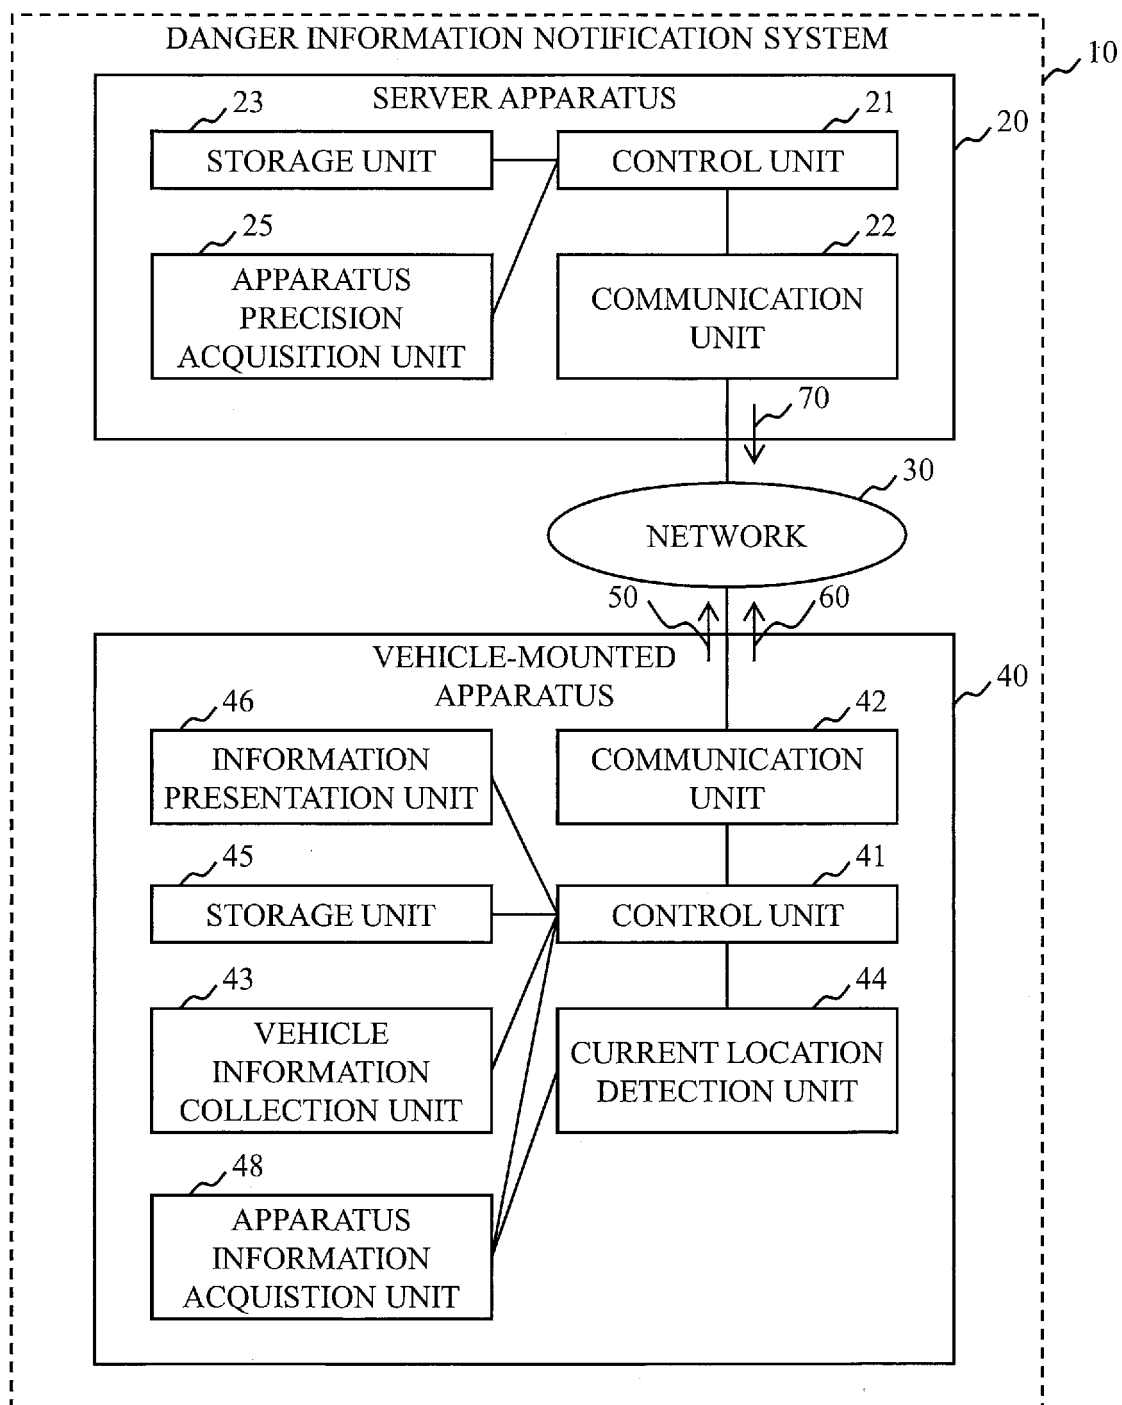 DANGER INFORMATION NOTIFICATION SYSTEM
10
SERVER APPARATUS
20
23
21
STORAGE UNIT
CONTROL UNIT
25
22
APPARATUS
PRECISION
ACQUISITION UNIT
COMMUNICATION
UNIT
70
30
NETWORK
50
60
VEHICLE-MOUNTED
APPARATUS
40
46
42
INFORMATION
PRESENTATION UNIT
COMMUNICATION
UNIT
45
41
STORAGE UNIT
CONTROL UNIT
43
44
VEHICLE
INFORMATION
COLLECTION UNIT
CURRENT LOCATION
DETECTION UNIT
48
APPARATUS
INFORMATION
ACQUISTION UNIT